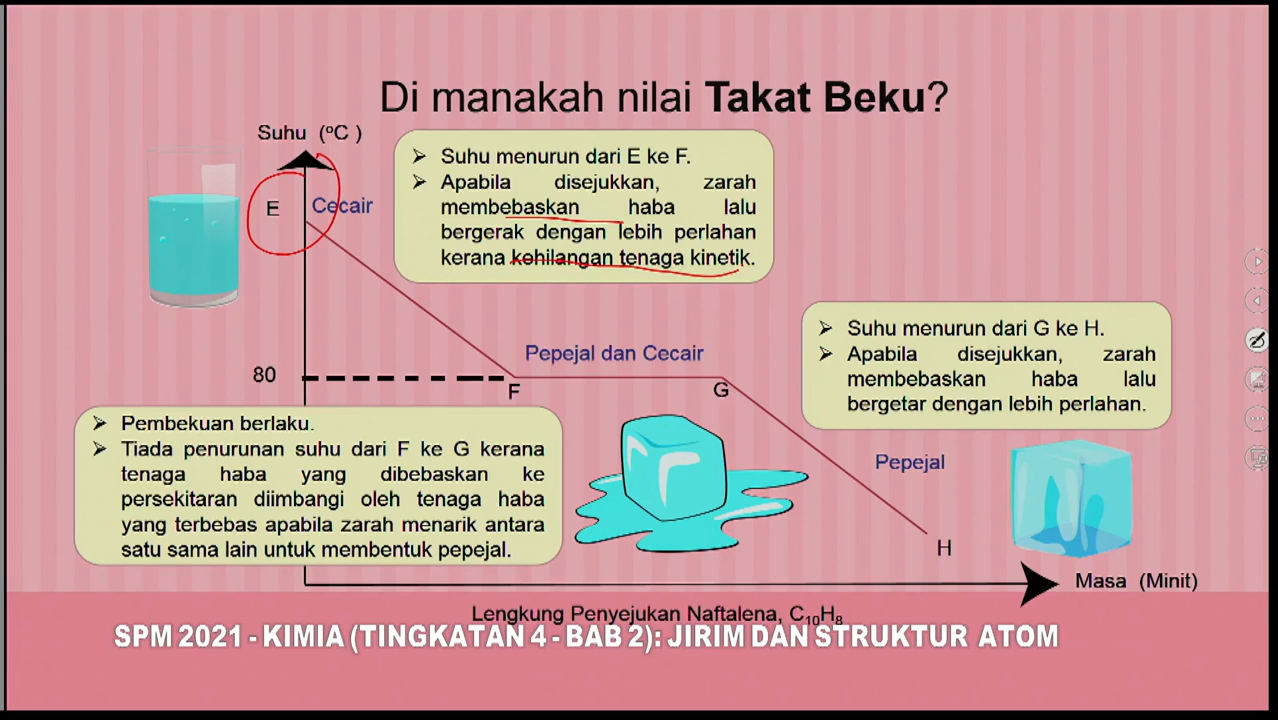 Di manakah nilai Takat Beku?
Suhu (ºC )
➢ Suhu menurun dari E ke F.
➢ Apabila disejukkan, zarah
membebaskan haba lalu
bergerak dengan lebih perlahan
kerana kehilangan tenaga kinetik.
E
Cecair
➢ Suhu menurun dari G ke H.
➢ Apabila disejukkan, zarah
membebaskan haba lalu
bergetar dengan lebih perlahan.
Pepejal dan Cecair
80
F
G
➢ Pembekuan berlaku.
➢ Tiada penurunan suhu dari F ke G kerana
tenaga haba yang dibebaskan ke
persekitaran diimbangi oleh tenaga haba
yang terbebas apabila zarah menarik antara
satu sama lain untuk membentuk pepejal.
Pepejal
H
Masa (Minit)
Lengkung Penyejukan Naftalena, C₁₀H₈
SPM 2021 - KIMIA (TINGKATAN 4 - BAB 2): JIRIM DAN STRUKTUR ATOM